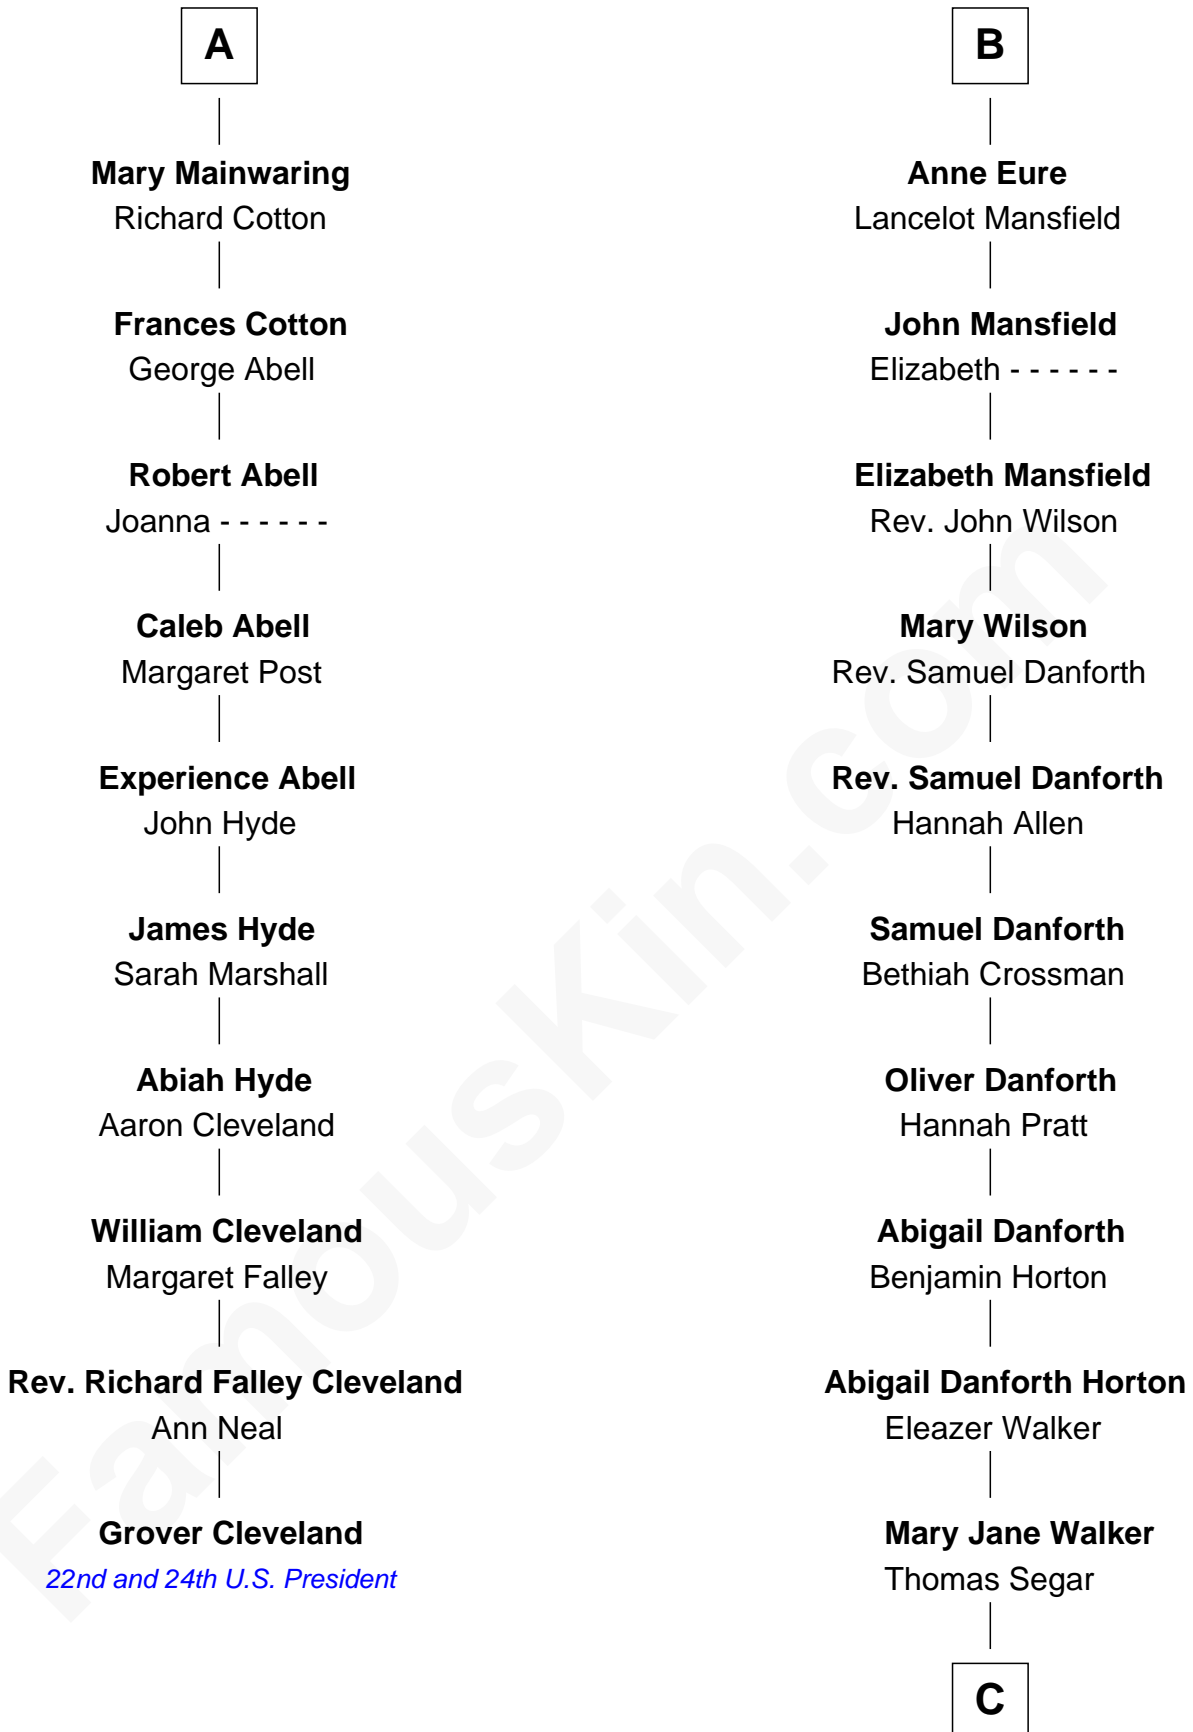 A
Mary Mainwaring
Richard Cotton
Frances Cotton
George Abell
Robert Abell
Joanna - - - - - -
Caleb Abell
Margaret Post
Experience Abell
John Hyde
James Hyde
Sarah Marshall
Abiah Hyde
Aaron Cleveland
William Cleveland
Margaret Falley
Rev. Richard Falley Cleveland
Ann Neal
Grover Cleveland
22nd and 24th U.S. President
B
Anne Eure
Lancelot Mansfield
John Mansfield
Elizabeth - - - - - -
Elizabeth Mansfield
Rev. John Wilson
Mary Wilson
Rev. Samuel Danforth
Rev. Samuel Danforth
Hannah Allen
Samuel Danforth
Bethiah Crossman
Oliver Danforth
Hannah Pratt
Abigail Danforth
Benjamin Horton
Abigail Danforth Horton
Eleazer Walker
Mary Jane Walker
Thomas Segar
C
FamousKin.com